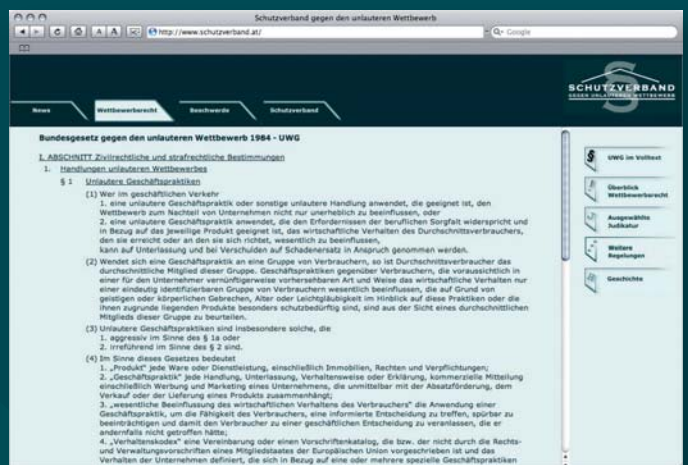 Schutzverband gegen den unlauteren Wettbewerb
A A http://www.schutzverband.at/ Google
SCHUTZVERBAND
GEGEN UNLAUTEREN WETTBEWERB
News Wettbewerbsrecht Beschwerde Schutzverband
Bundesgesetz gegen den unlauteren Wettbewerb 1984 - UWG
I. ABSCHNITT Zivilrechtliche und strafrechtliche Bestimmungen
1. Handlungen unlauteren Wettbewerbes
§ 1 Unlautere Geschäftspraktiken
(1) Wer im geschäftlichen Verkehr
1. eine unlautere Geschäftspraktik oder sonstige unlautere Handlung anwendet, die geeignet ist, den
Wettbewerb zum Nachteil von Unternehmen nicht nur unerheblich zu beeinflussen, oder
2. eine unlautere Geschäftspraktik anwendet, die den Erfordernissen der beruflichen Sorgfalt widerspricht und
in Bezug auf das jeweilige Produkt geeignet ist, das wirtschaftliche Verhalten des Durchschnittsverbrauchers,
den sie erreicht oder an den sie sich richtet, wesentlich zu beeinflussen,
kann auf Unterlassung und bei Verschulden auf Schadenersatz in Anspruch genommen werden.
(2) Wendet sich eine Geschäftspraktik an eine Gruppe von Verbrauchern, so ist Durchschnittsverbraucher das
durchschnittliche Mitglied dieser Gruppe. Geschäftspraktiken gegenüber Verbrauchern, die voraussichtlich in
einer für den Unternehmer vernünftigerweise vorhersehbaren Art und Weise das wirtschaftliche Verhalten nur
einer eindeutig identifizierbaren Gruppe von Verbrauchern wesentlich beeinflussen, die auf Grund von
geistigen oder körperlichen Gebrechen, Alter oder Leichtgläubigkeit im Hinblick auf diese Praktiken oder die
ihnen zugrunde liegenden Produkte besonders schutzbedürftig sind, sind aus der Sicht eines durchschnittlichen
Mitglieds dieser Gruppe zu beurteilen.
(3) Unlautere Geschäftspraktiken sind insbesondere solche, die
1. aggressiv im Sinne des § 1a oder
2. irreführend im Sinne des § 2 sind.
(4) Im Sinne dieses Gesetzes bedeutet
1. „Produkt" jede Ware oder Dienstleistung, einschließlich Immobilien, Rechten und Verpflichtungen;
2. „Geschäftspraktik" jede Handlung, Unterlassung, Verhaltensweise oder Erklärung, kommerzielle Mitteilung
einschließlich Werbung und Marketing eines Unternehmens, die unmittelbar mit der Absatzförderung, dem
Verkauf oder der Lieferung eines Produkts zusammenhängt;
3. „wesentliche Beeinflussung des wirtschaftlichen Verhaltens des Verbrauchers" die Anwendung einer
Geschäftspraktik, um die Fähigkeit des Verbrauchers, eine informierte Entscheidung zu treffen, spürbar zu
beeinträchtigen und damit den Verbraucher zu einer geschäftlichen Entscheidung zu veranlassen, die er
andernfalls nicht getroffen hätte;
4. „Verhaltenskodex" eine Vereinbarung oder einen Vorschriftenkatalog, die bzw. der nicht durch die Rechts-
und Verwaltungsvorschriften eines Mitgliedstaates der Europäischen Union vorgeschrieben ist und das
Verhalten der Unternehmen definiert, die sich in Bezug auf eine oder mehrere spezielle Geschäftspraktiken
§ UWG im Volltext
Überblick
Wettbewerbsrecht
Ausgewählte
Judikatur
Weitere
Regelungen
Geschichte